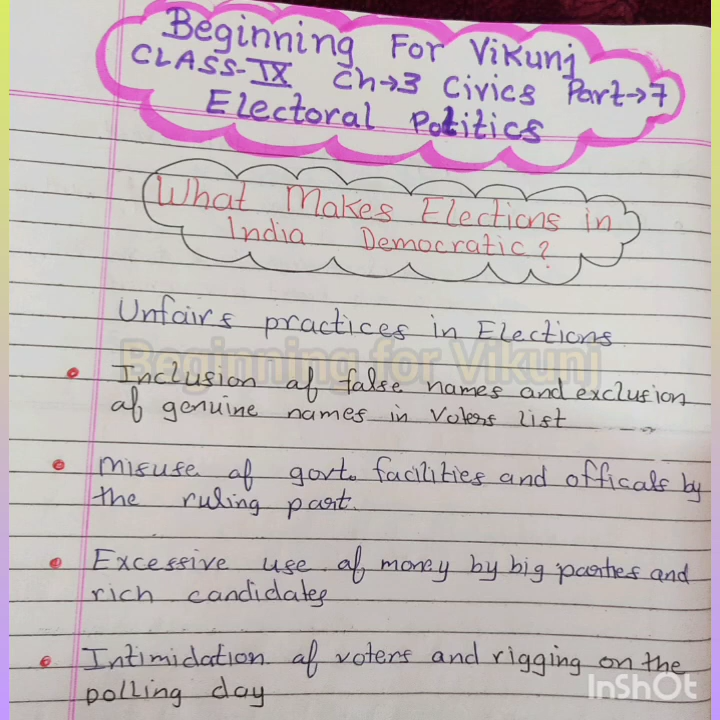 Beginning For Vikunj
CLASS-IX Ch→3 Civics Part→7
Electoral Politics
What Makes Elections in
India Democratic?
Unfairs practices in Elections
Beginning for Vikunj
• Inclusion of false names and exclusion
of genuine names in Voters list
• Misuse of govt. facilities and officals by
the ruling part.
• Excessive use of money by big parties and
rich candidates
• Intimidation of voters and rigging on the
polling day
InShOt